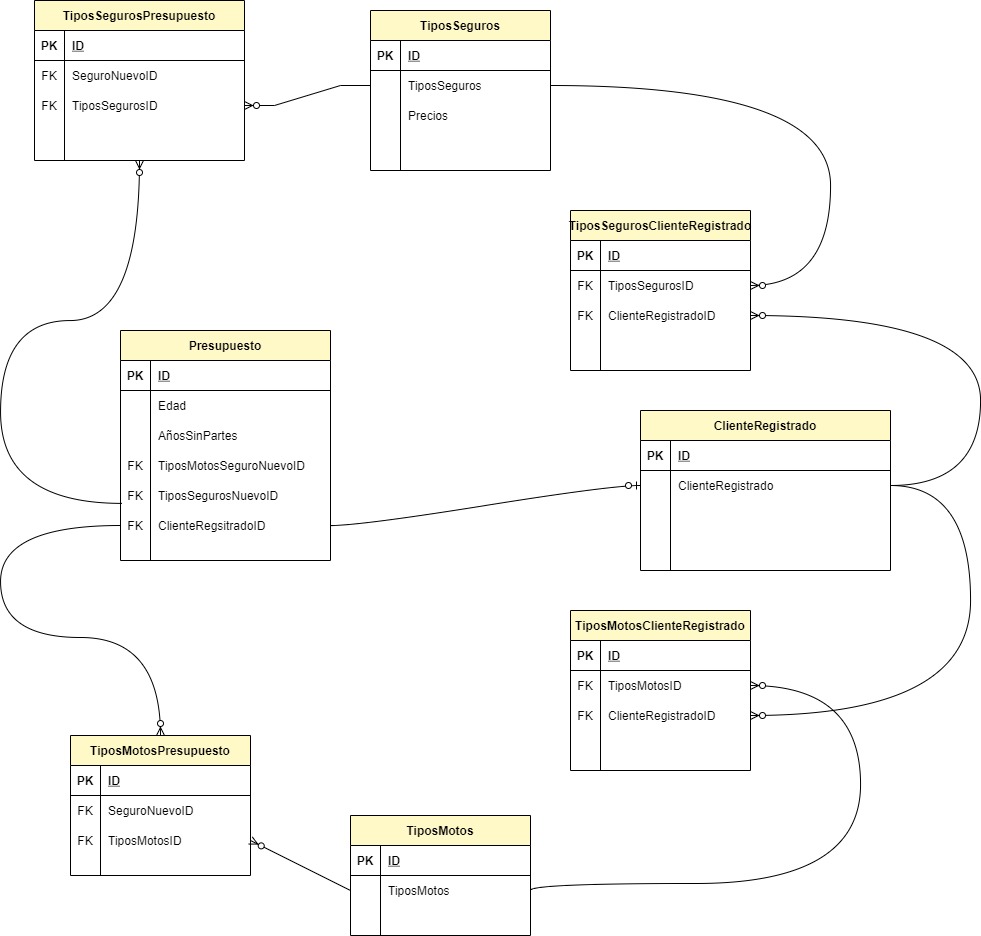 TiposSegurosPresupuesto
PK ID
FK SeguroNuevoID
FK TiposSegurosID
TiposSeguros
PK ID
TiposSeguros
Precios
TiposSegurosClienteRegistrado
PK ID
FK TiposSegurosID
FK ClienteRegistradoID
Presupuesto
PK ID
Edad
AñosSinPartes
FK TiposMotosSeguroNuevoID
FK TiposSegurosNuevoID
FK ClienteRegsitradoID
ClienteRegistrado
PK ID
ClienteRegistrado
TiposMotosClienteRegistrado
PK ID
FK TiposMotosID
FK ClienteRegistradoID
TiposMotosPresupuesto
PK ID
FK SeguroNuevoID
FK TiposMotosID
TiposMotos
PK ID
TiposMotos